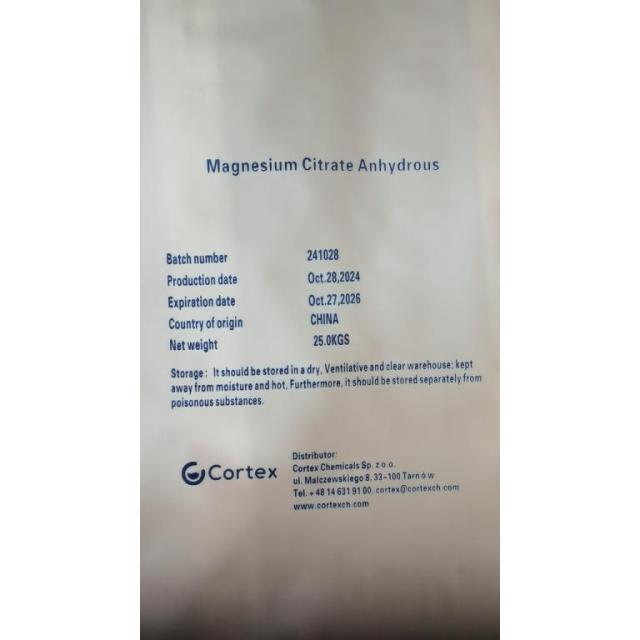 Magnesium Citrate Anhydrous
Batch number 241028
Production date Oct.28,2024
Expiration date Oct.27,2026
Country of origin CHINA
Net weight 25.0KGS
Storage: It should be stored in a dry, Ventilative and clear warehouse; kept
away from moisture and hot, Furthermore, it should be stored separately from
poisonous substances.
Cortex
Distributor:
Cortex Chemicals Sp. z o.o.
ul. Malczewskiego 8, 33-100 Tarnów
Tel. +48 14 631 91 00, cortex@cortexch.com
www.cortexch.com